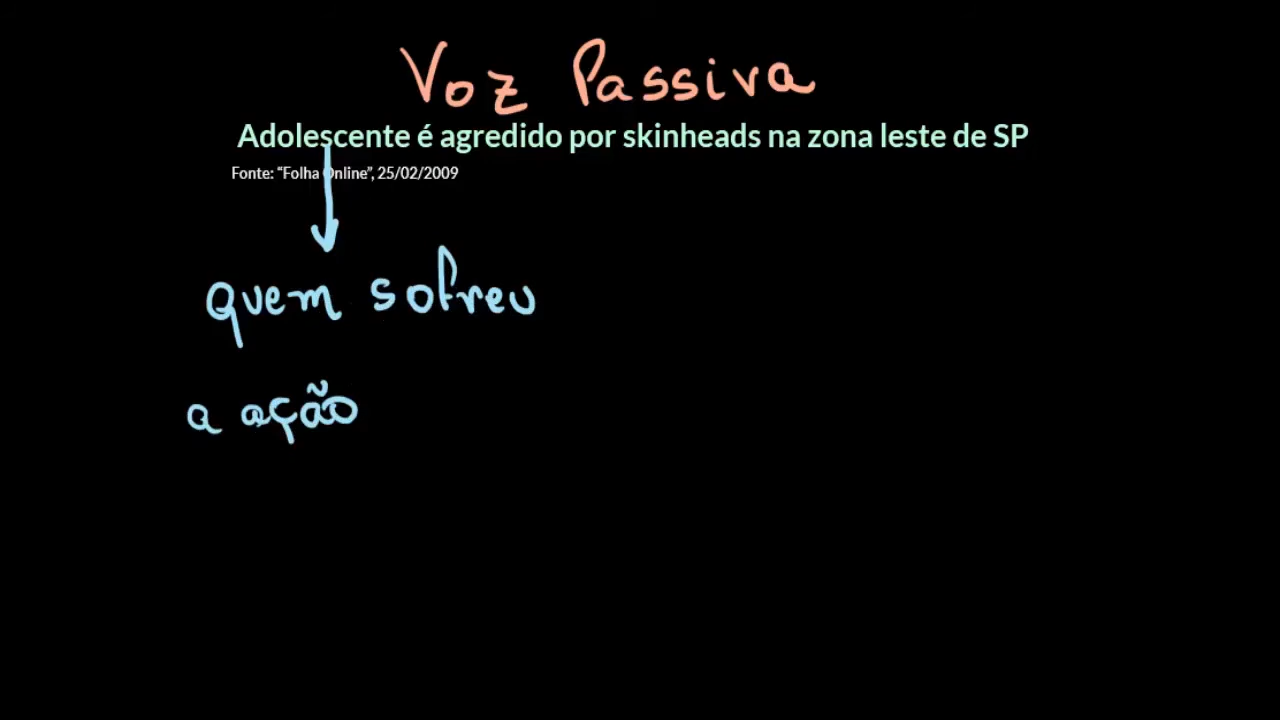 Voz Passiva
Adolescente é agredido por skinheads na zona leste de SP
Fonte: “Folha Online”, 25/02/2009
quem sofreu
a ação